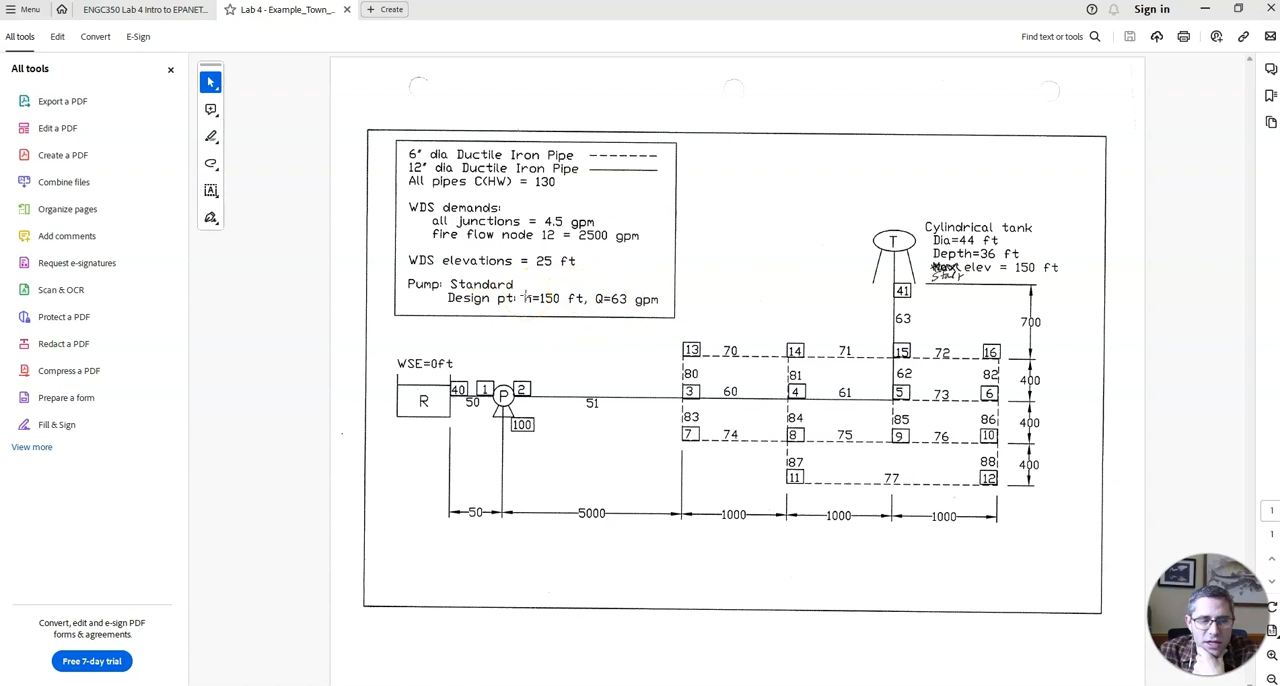 Menu
ENGC350 Lab 4 Intro to EPANET...
Lab 4 - Example_Town_...
Create
Sign in
All tools
Edit
Convert
E-Sign
Find text or tools
All tools
Export a PDF
Edit a PDF
Create a PDF
Combine files
Organize pages
Add comments
Request e-signatures
Scan & OCR
Protect a PDF
Redact a PDF
Compress a PDF
Prepare a form
Fill & Sign
View more
Convert, edit and e-sign PDF
forms & agreements.
Free 7-day trial
6" dia Ductile Iron Pipe
12" dia Ductile Iron Pipe
All pipes C(HW) = 130
WDS demands:
all junctions = 4.5 gpm
fire flow node 12 = 2500 gpm
WDS elevations = 25 ft
Pump: Standard
Design pt: h=150 ft, Q=63 gpm
Cylindrical tank
Dia=44 ft
Depth=36 ft
elev = 150 ft
Start
T
41
63
700
13 70 14 71 15 72 16
80 81 62 82
400
WSE=0ft
R 40 50 1 P 2 51 3 60 4 61 5 73 6
100
83 84 85 86
400
7 74 8 75 9 76 10
87 88
400
11 77 12
50 5000 1000 1000 1000
1
1